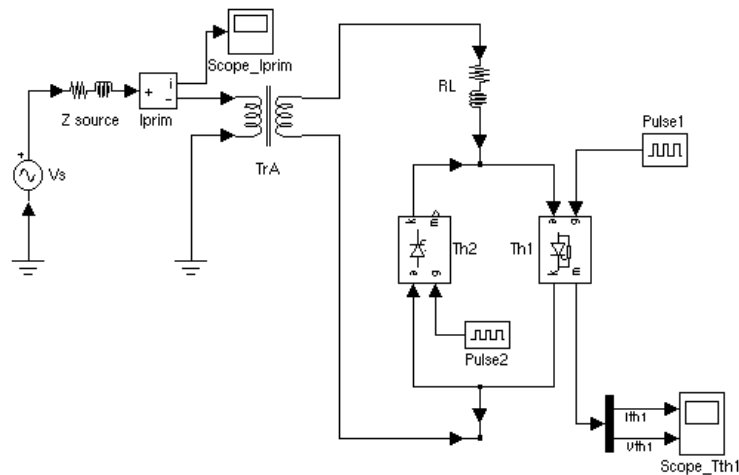 Scope_Iprim
i
+
−
Z source
Iprim
RL
Pulse1
+
Vs
TrA
k
m
a
g
Th2
a
g
k
m
Th1
Pulse2
Ith1
Vth1
Scope_Tth1